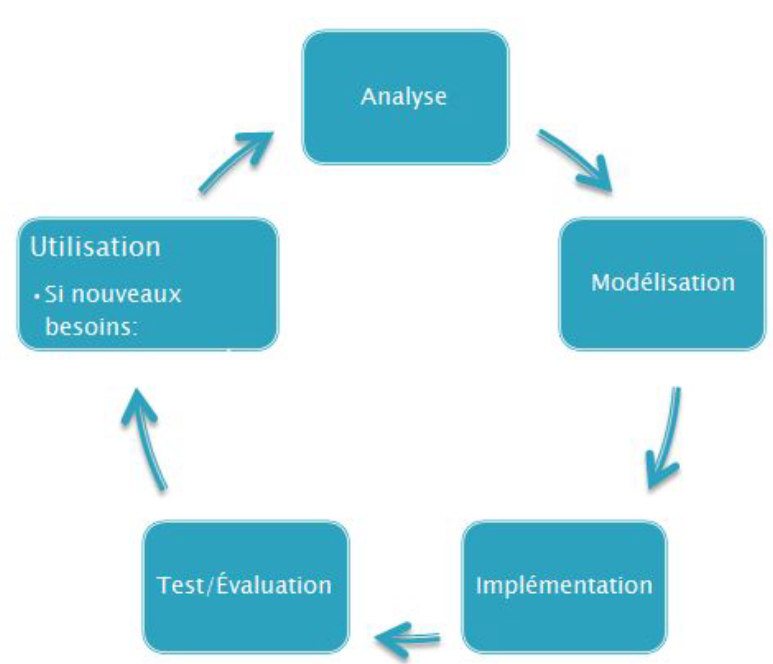 Analyse
Modélisation
Implémentation
Test/Évaluation
Utilisation
•Si nouveaux
besoins: